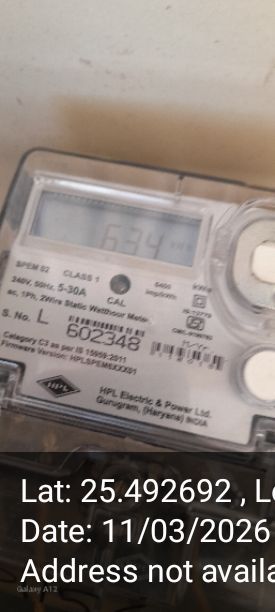 634
SPEM 02 CLASS 1
240V, 50Hz, 5-30A
CAL
ac, 1Ph, 2Wire Static Watthour Meter
S. No. L
602348
Category C3 as per IS 15959:2011
HPL
HPL Electric & Power Ltd.
Gurugram, (Haryana) INDIA
Lat: 25.492692 , Lo
Date: 11/03/2026
Address not availa
Galaxy A12